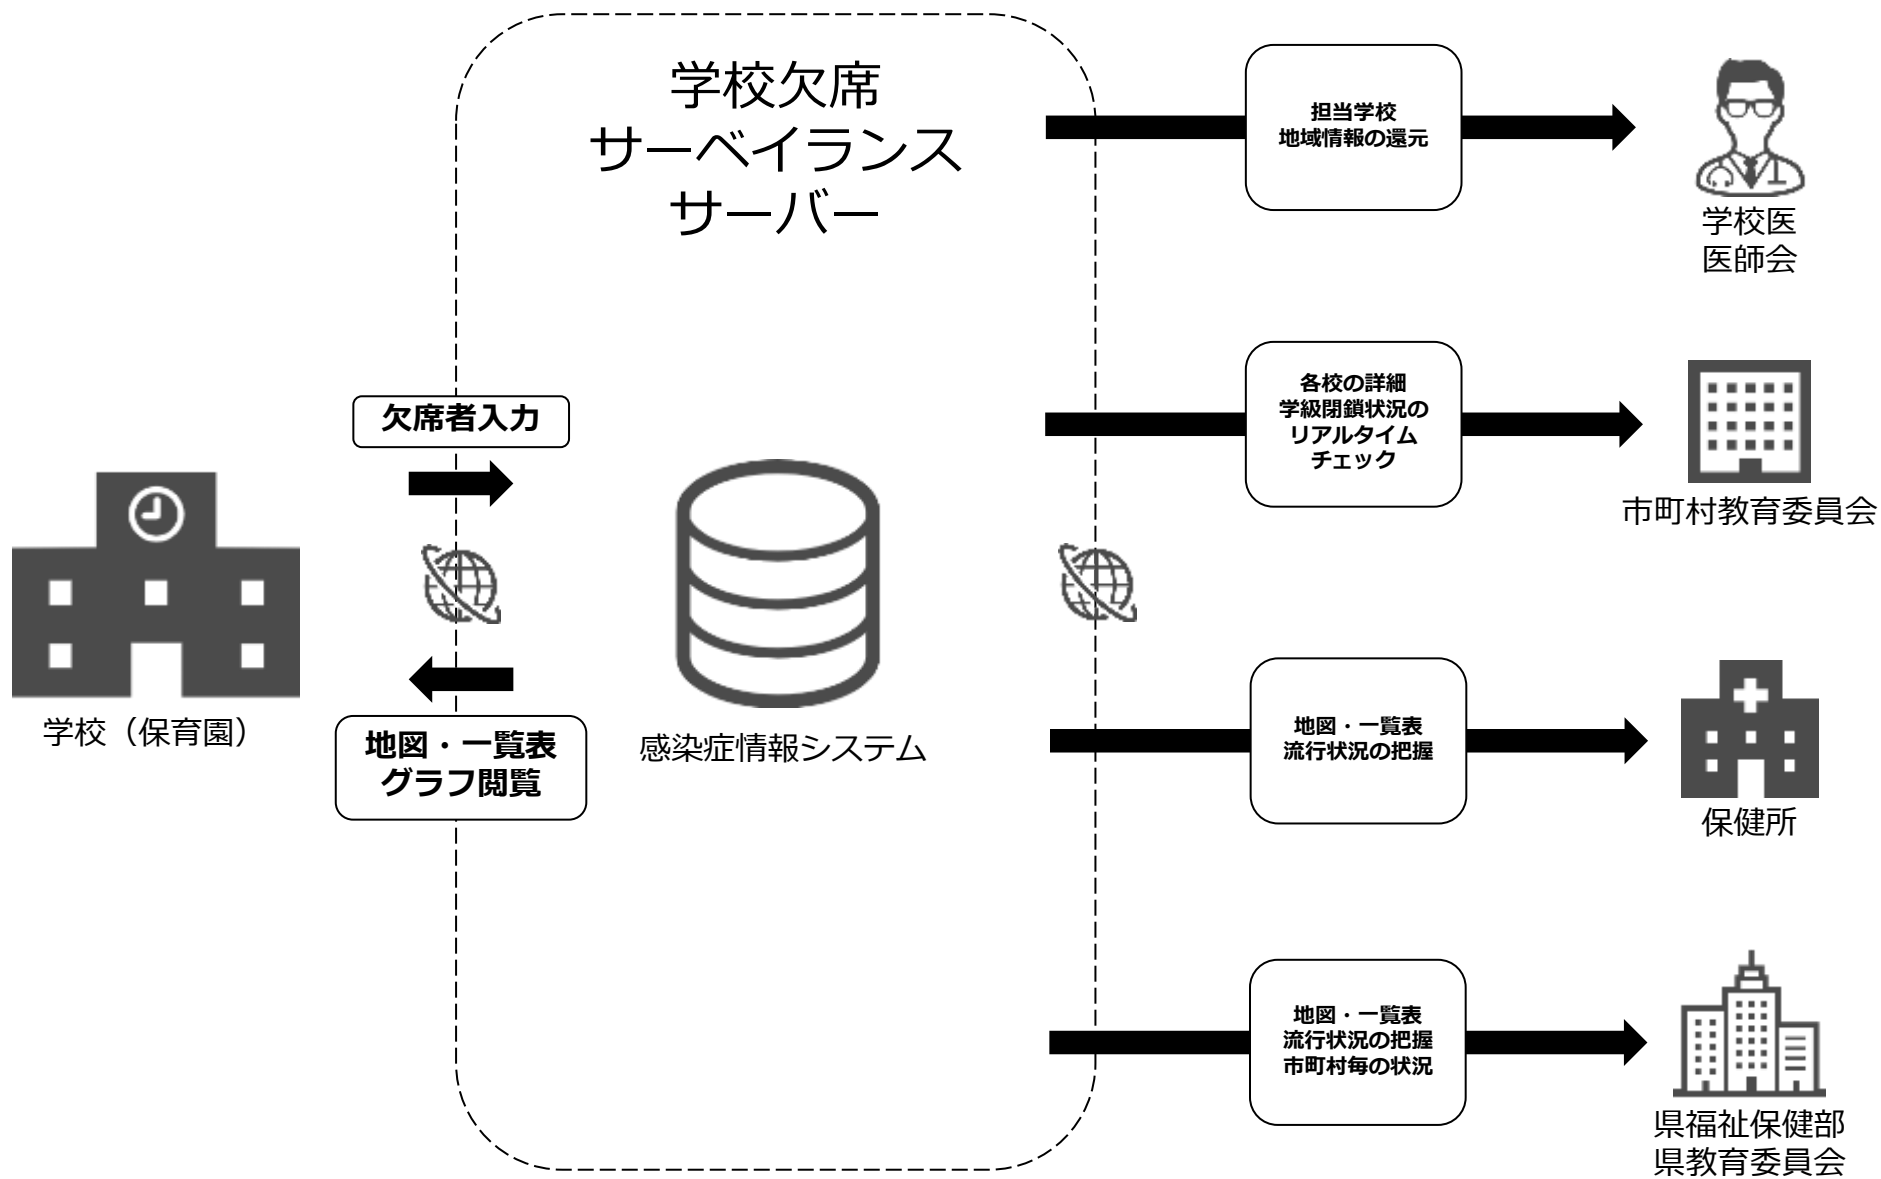 学校欠席
サーベイランス
サーバー
欠席者入力
学校（保育園）
地図・一覧表
グラフ閲覧
感染症情報システム
担当学校
地域情報の還元
学校医
医師会
各校の詳細
学級閉鎖状況の
リアルタイム
チェック
市町村教育委員会
地図・一覧表
流行状況の把握
保健所
地図・一覧表
流行状況の把握
市町村毎の状況
県福祉保健部
県教育委員会